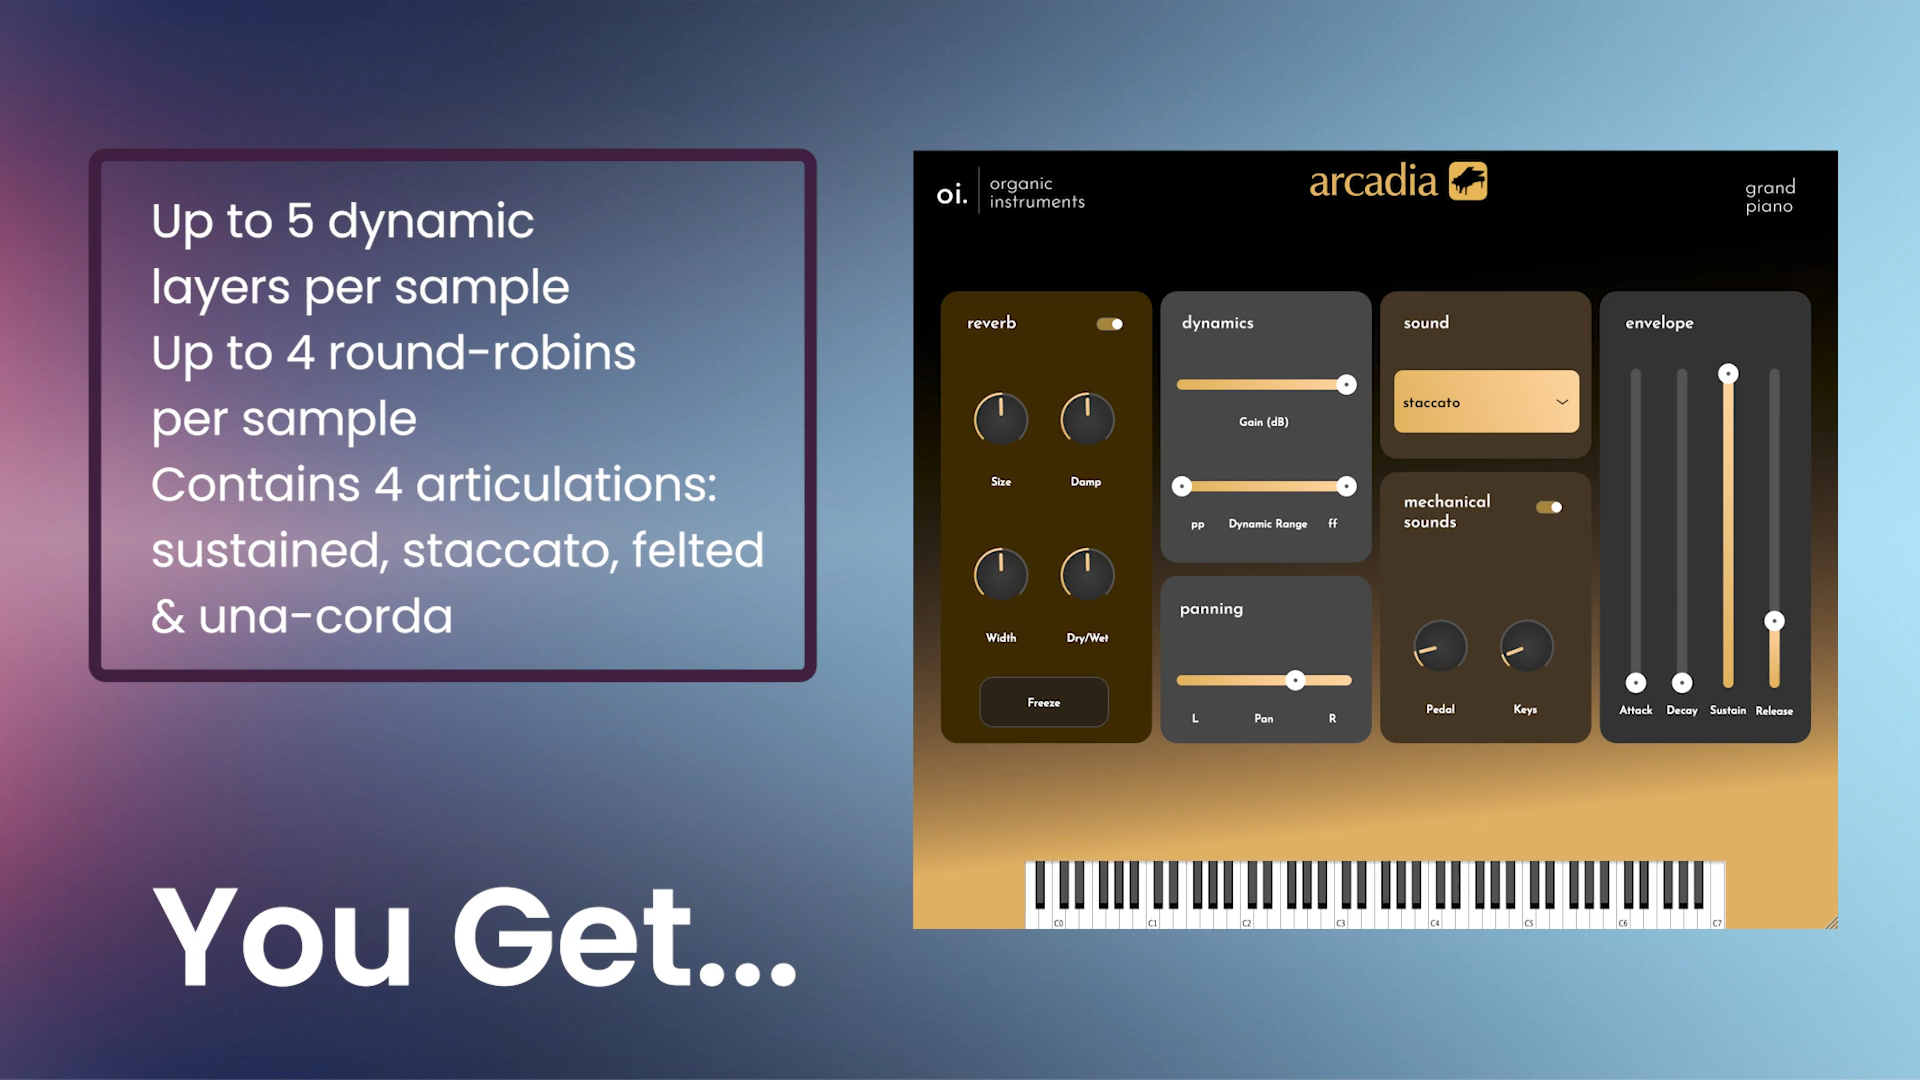 Up to 5 dynamic
layers per sample
Up to 4 round-robins
per sample
Contains 4 articulations:
sustained, staccato, felted
& una-corda
You Get...
oi.
organic
instruments
arcadia
grand
piano
reverb
Size
Damp
Width
Dry/Wet
Freeze
dynamics
Gain (dB)
pp Dynamic Range ff
panning
L Pan R
sound
staccato
mechanical
sounds
Pedal
Keys
envelope
Attack Decay Sustain Release
C0 C1 C2 C3 C4 C5 C6 C7